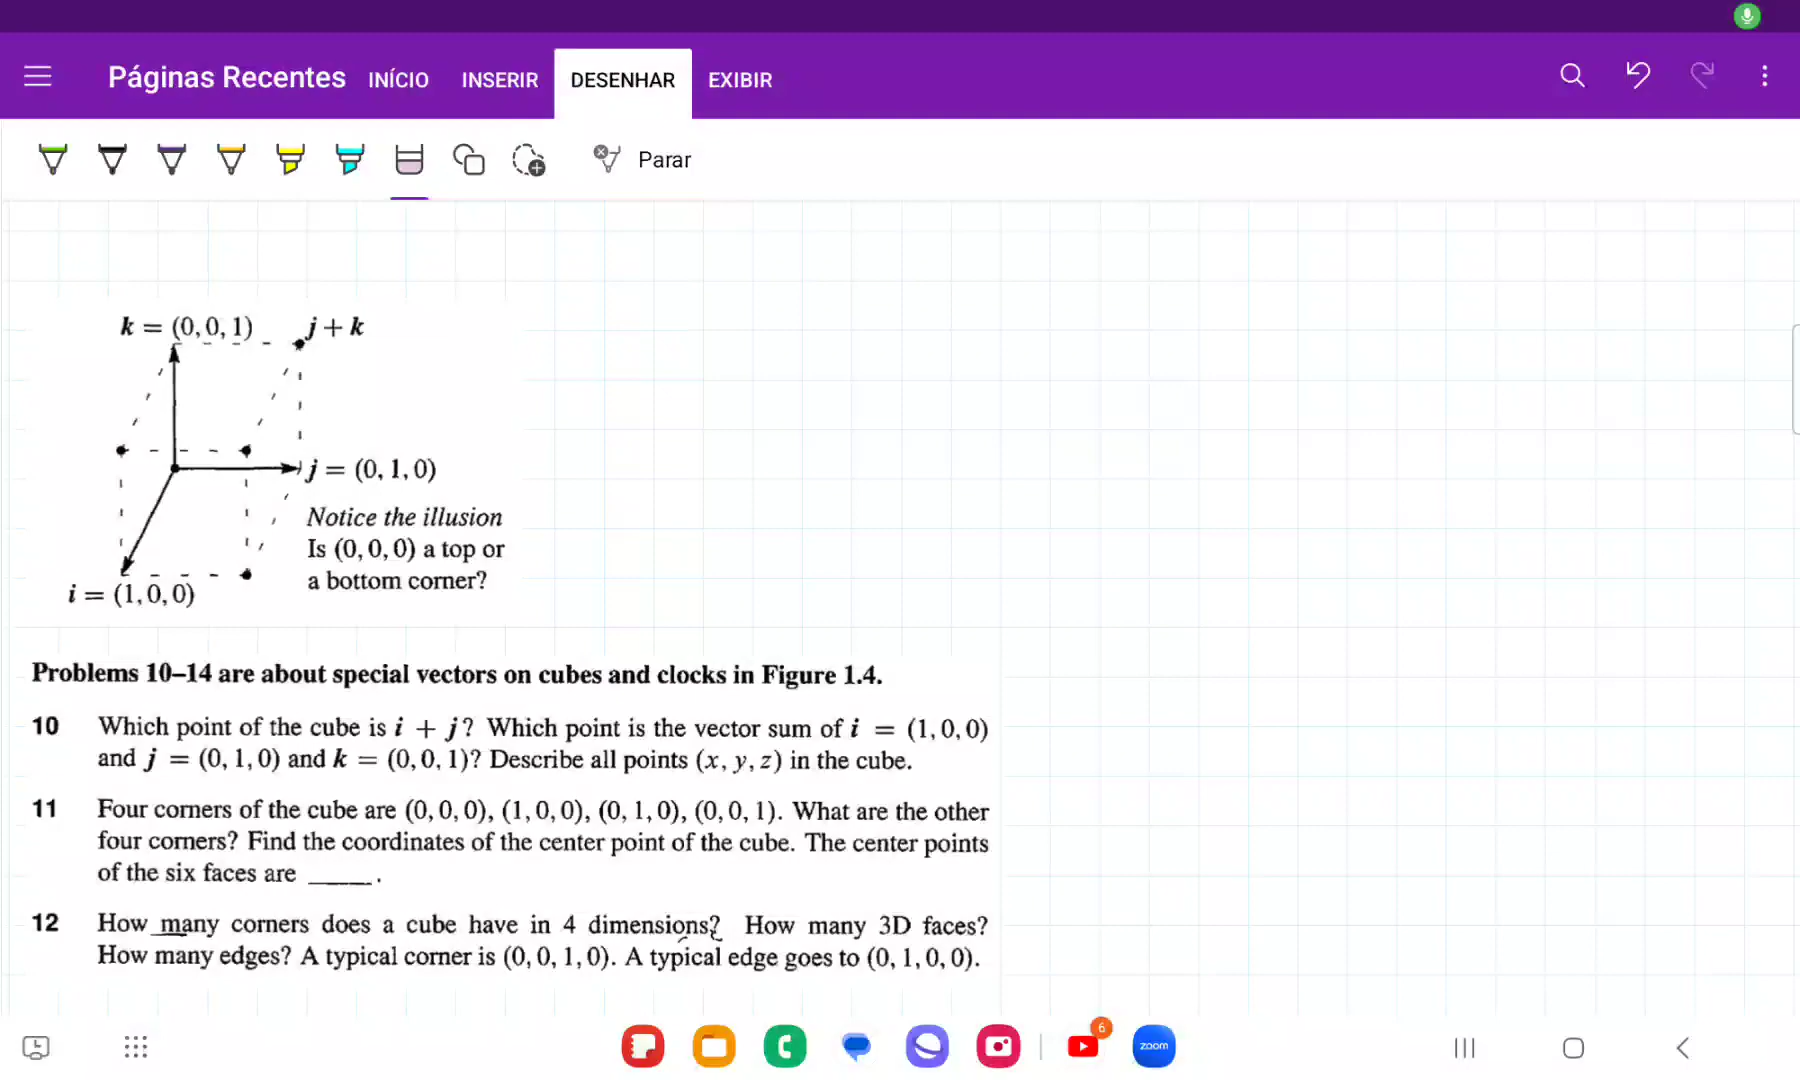 Páginas Recentes INÍCIO INSERIR DESENHAR EXIBIR
Parar
k = (0, 0, 1) j + k
j = (0, 1, 0)
Notice the illusion
Is (0, 0, 0) a top or
a bottom corner?
i = (1, 0, 0)
Problems 10–14 are about special vectors on cubes and clocks in Figure 1.4.
10 Which point of the cube is i + j? Which point is the vector sum of i = (1, 0, 0)
and j = (0, 1, 0) and k = (0, 0, 1)? Describe all points (x, y, z) in the cube.
11 Four corners of the cube are (0, 0, 0), (1, 0, 0), (0, 1, 0), (0, 0, 1). What are the other
four corners? Find the coordinates of the center point of the cube. The center points
of the six faces are _____ .
12 How many corners does a cube have in 4 dimensions? How many 3D faces?
How many edges? A typical corner is (0, 0, 1, 0). A typical edge goes to (0, 1, 0, 0).
6
zoom